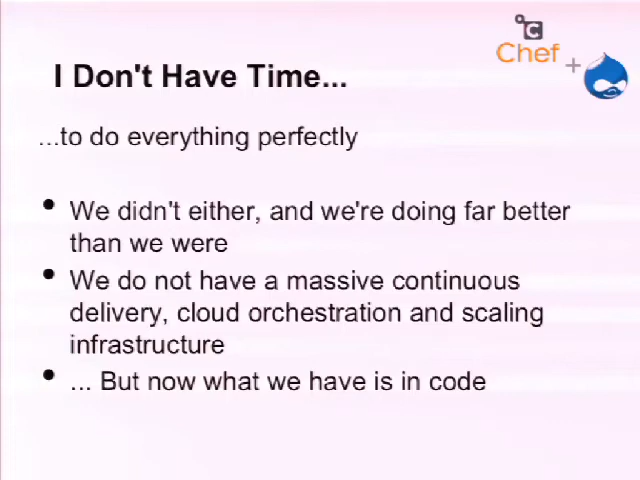 °C
Chef +
I Don't Have Time...
...to do everything perfectly
• We didn't either, and we're doing far better
than we were
• We do not have a massive continuous
delivery, cloud orchestration and scaling
infrastructure
• ... But now what we have is in code